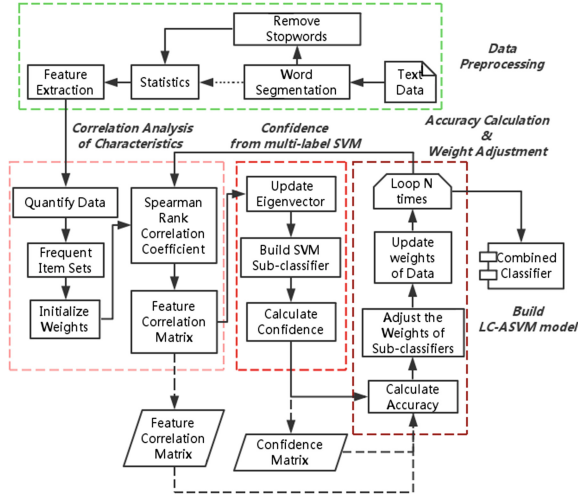 Remove
Stopwords
Data
Preprocessing
Feature
Extraction
Statistics
Word
Segmentation
Text
Data
Correlation Analysis
of Characteristics
Confidence
from multi-label SVM
Accuracy Calculation
&
Weight Adjustment
Quantify Data
Frequent
Item Sets
Initialize
Weights
Spearman
Rank
Correlation
Coefficient
Feature
Correlation
Matrix
Update
Eigenvector
Build SVM
Sub-classifier
Calculate
Confidence
Loop N
times
Update
weights
of Data
Adjust the
Weights of
Sub-classifiers
Calculate
Accuracy
Combined
Classifier
Build
LC-ASVM model
Feature
Correlation
Matrix
Confidence
Matrix